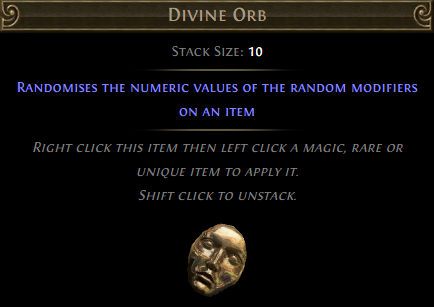 Divine Orb
Stack Size: 10
Randomises the numeric values of the random modifiers
on an item
Right click this item then left click a magic, rare or
unique item to apply it.
Shift click to unstack.